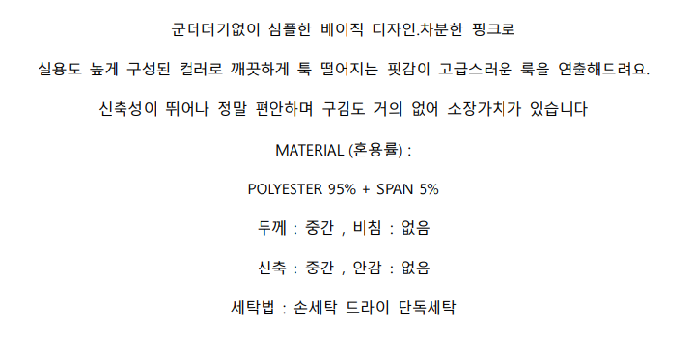 군더더기없이 심플한 베이직 디자인.차분한 핑크로
실용도 높게 구성된 컬러로 깨끗하게 툭 떨어지는 핏감이 고급스러운 룩을 연출해드려요.
신축성이 뛰어나 정말 편안하며 구김도 거의 없어 소장가치가 있습니다
MATERIAL (혼용률) :
POLYESTER 95% + SPAN 5%
두께 : 중간 , 비침 : 없음
신축 : 중간 , 안감 : 없음
세탁법 : 손세탁 드라이 단독세탁